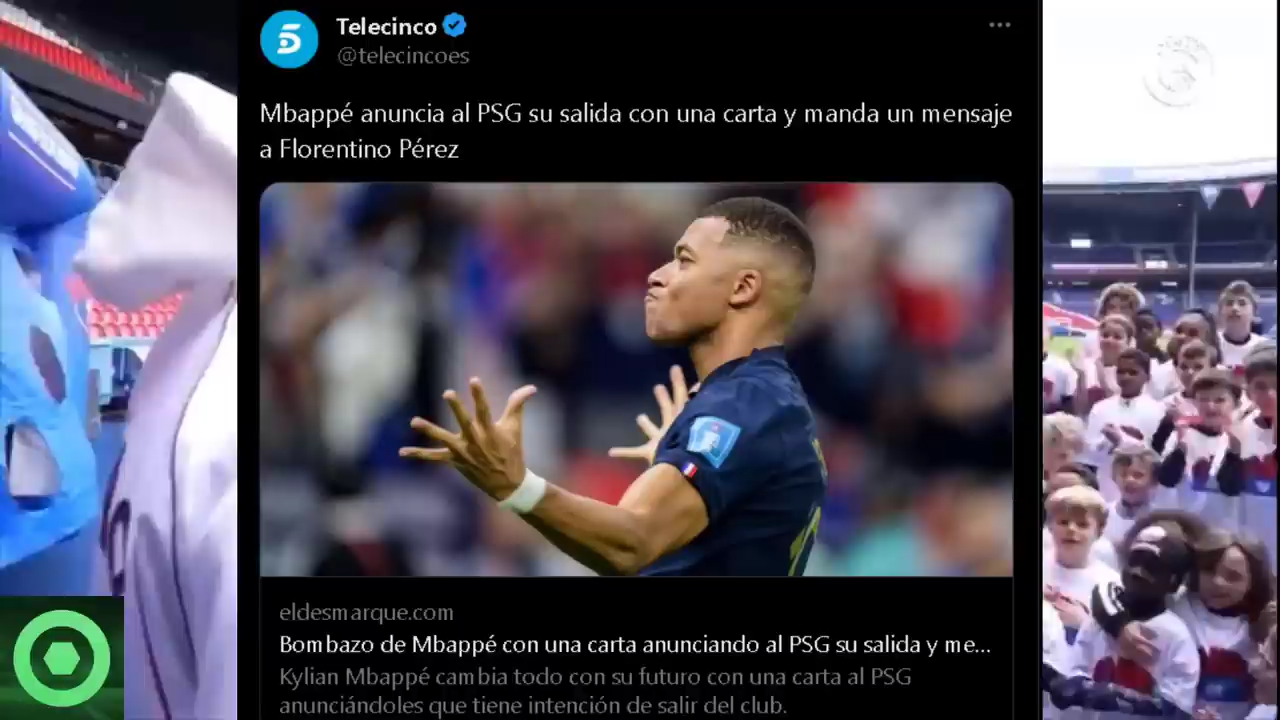 Telecinco
@telecincoes
Mbappé anuncia al PSG su salida con una carta y manda un mensaje
a Florentino Pérez
eldesmarque.com
Bombazo de Mbappé con una carta anunciando al PSG su salida y me...
Kylian Mbappé cambia todo con su futuro con una carta al PSG
anunciándoles que tiene intención de salir del club.